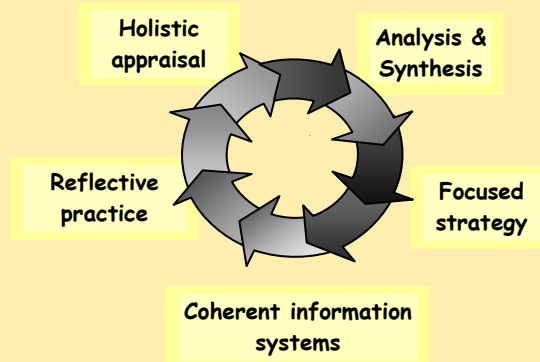 Holistic
appraisal
Analysis &
Synthesis
Focused
strategy
Coherent information
systems
Reflective
practice